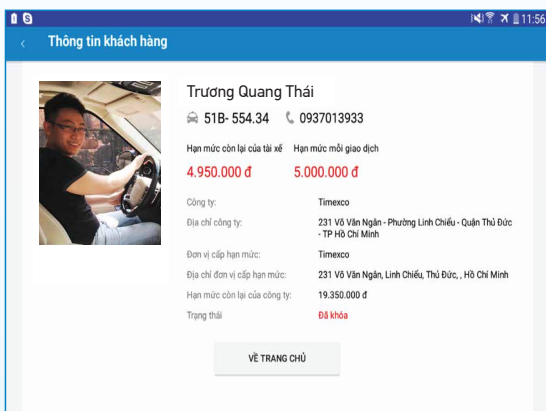 11:56
Thông tin khách hàng
Trương Quang Thái
51B- 554.34 0937013933
Hạn mức còn lại của tài xế Hạn mức mỗi giao dịch
4.950.000 đ 5.000.000 đ
Công ty: Timexco
Địa chỉ công ty: 231 Võ Văn Ngân - Phường Linh Chiểu - Quận Thủ Đức
- TP Hồ Chí Minh
Đơn vị cấp hạn mức: Timexco
Địa chỉ đơn vị cấp hạn mức: 231 Võ Văn Ngân, Linh Chiểu, Thủ Đức, , Hồ Chí Minh
Hạn mức còn lại của công ty: 19.350.000 đ
Trạng thái Đã khóa
VỀ TRANG CHỦ